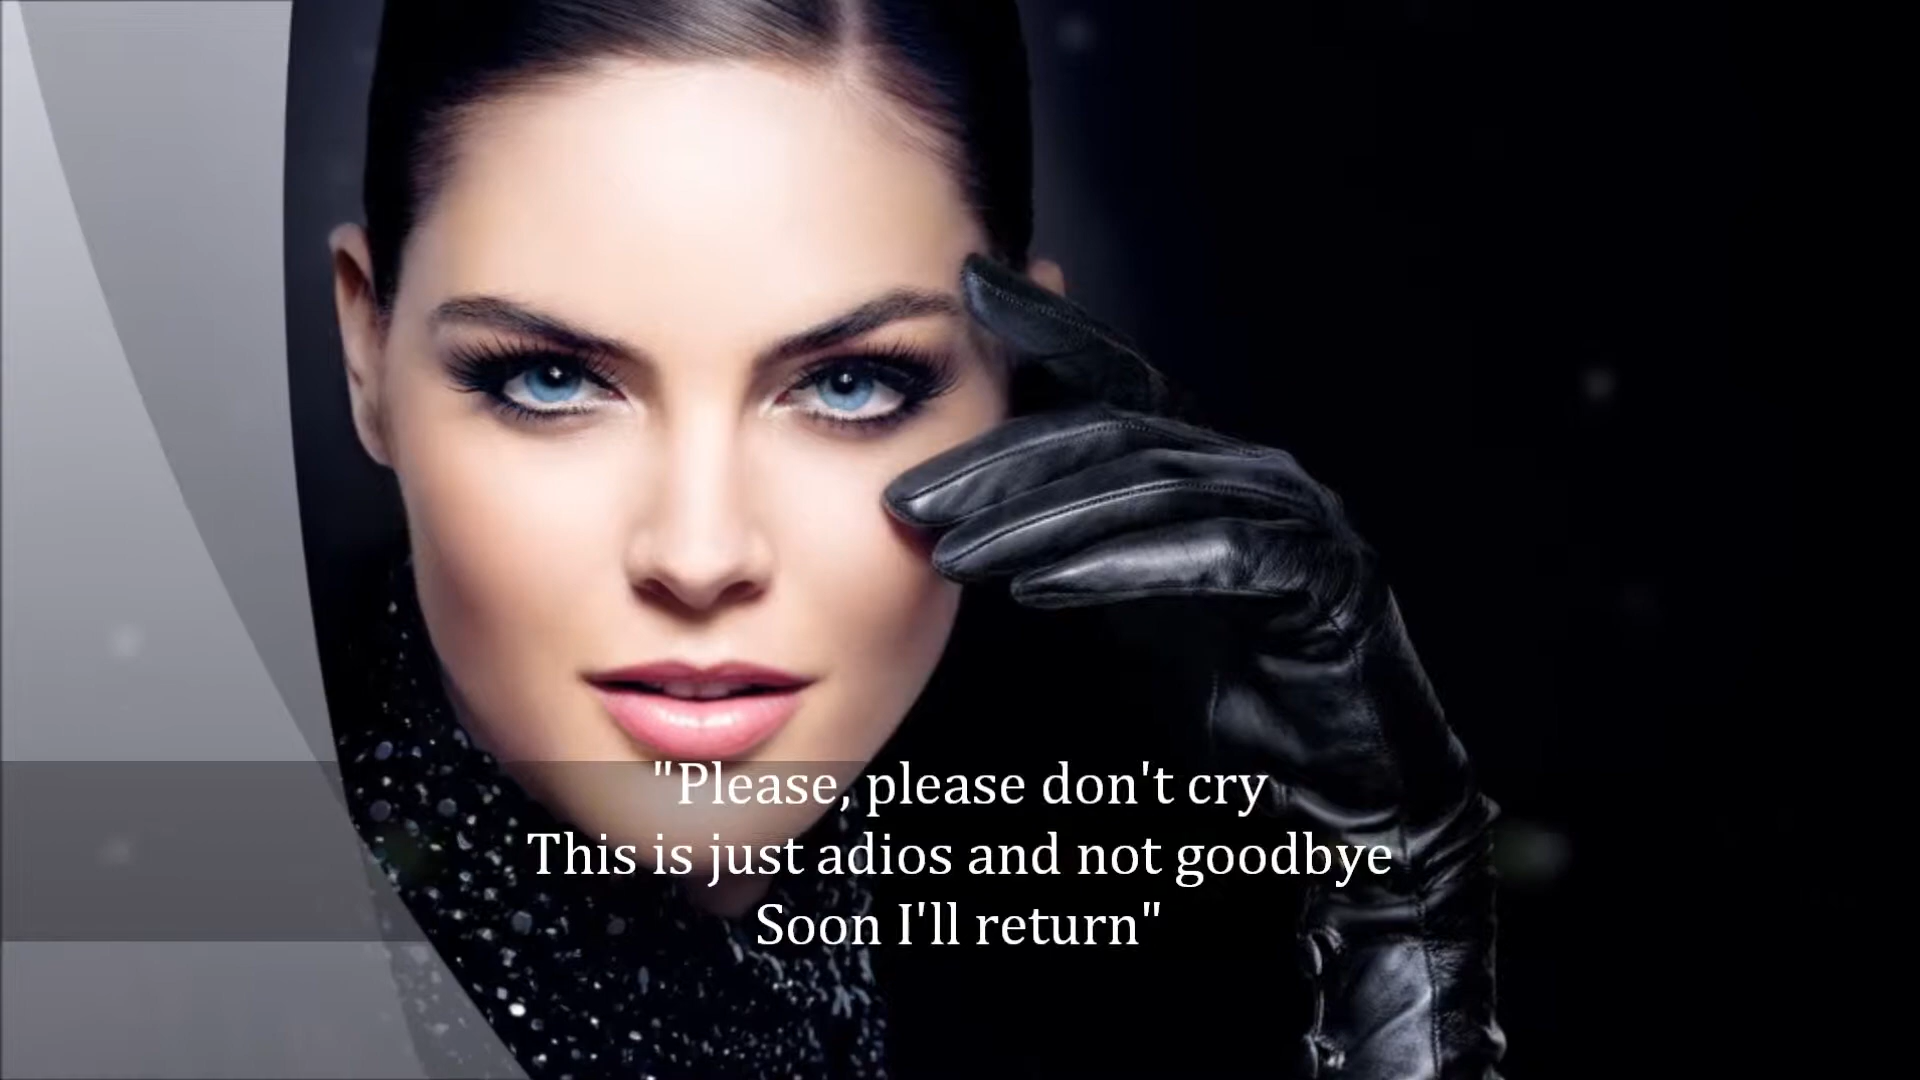 "Please, please don't cry
This is just adios and not goodbye
Soon I'll return"